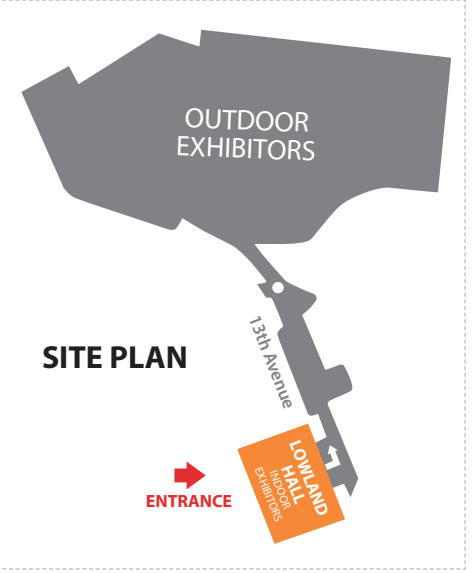 OUTDOOR
EXHIBITORS
13th Avenue
SITE PLAN
LOWLAND
HALL
INDOOR
EXHIBITORS
ENTRANCE